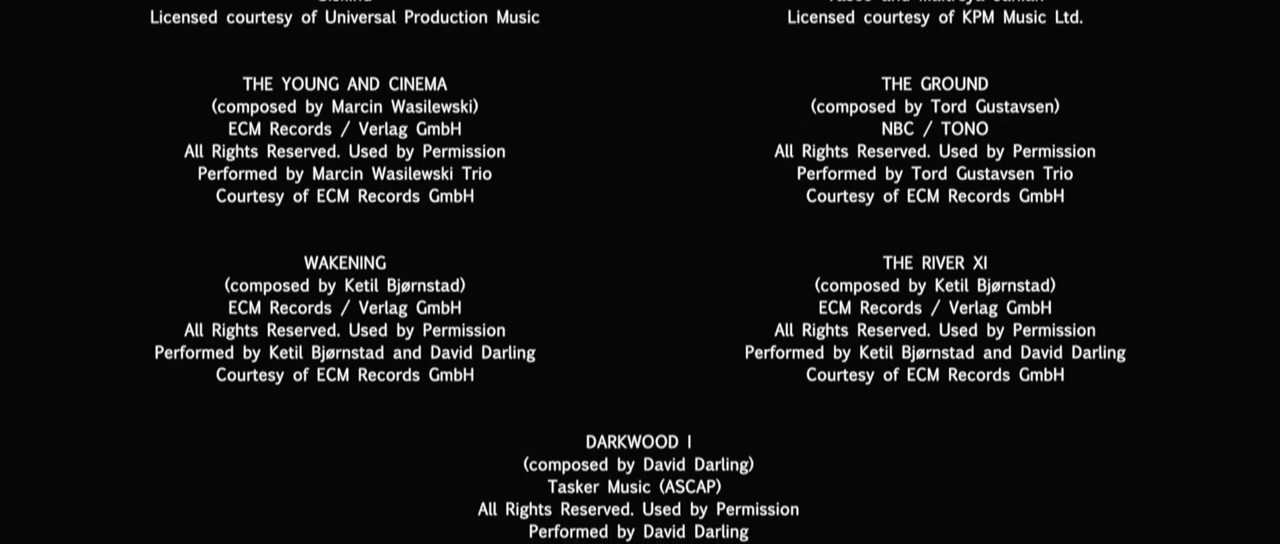 Licensed courtesy of Universal Production Music
Licensed courtesy of KPM Music Ltd.
THE YOUNG AND CINEMA
(composed by Marcin Wasilewski)
ECM Records / Verlag GmbH
All Rights Reserved. Used by Permission
Performed by Marcin Wasilewski Trio
Courtesy of ECM Records GmbH
THE GROUND
(composed by Tord Gustavsen)
NBC / TONO
All Rights Reserved. Used by Permission
Performed by Tord Gustavsen Trio
Courtesy of ECM Records GmbH
WAKENING
(composed by Ketil Bjørnstad)
ECM Records / Verlag GmbH
All Rights Reserved. Used by Permission
Performed by Ketil Bjørnstad and David Darling
Courtesy of ECM Records GmbH
THE RIVER XI
(composed by Ketil Bjørnstad)
ECM Records / Verlag GmbH
All Rights Reserved. Used by Permission
Performed by Ketil Bjørnstad and David Darling
Courtesy of ECM Records GmbH
DARKWOOD I
(composed by David Darling)
Tasker Music (ASCAP)
All Rights Reserved. Used by Permission
Performed by David Darling